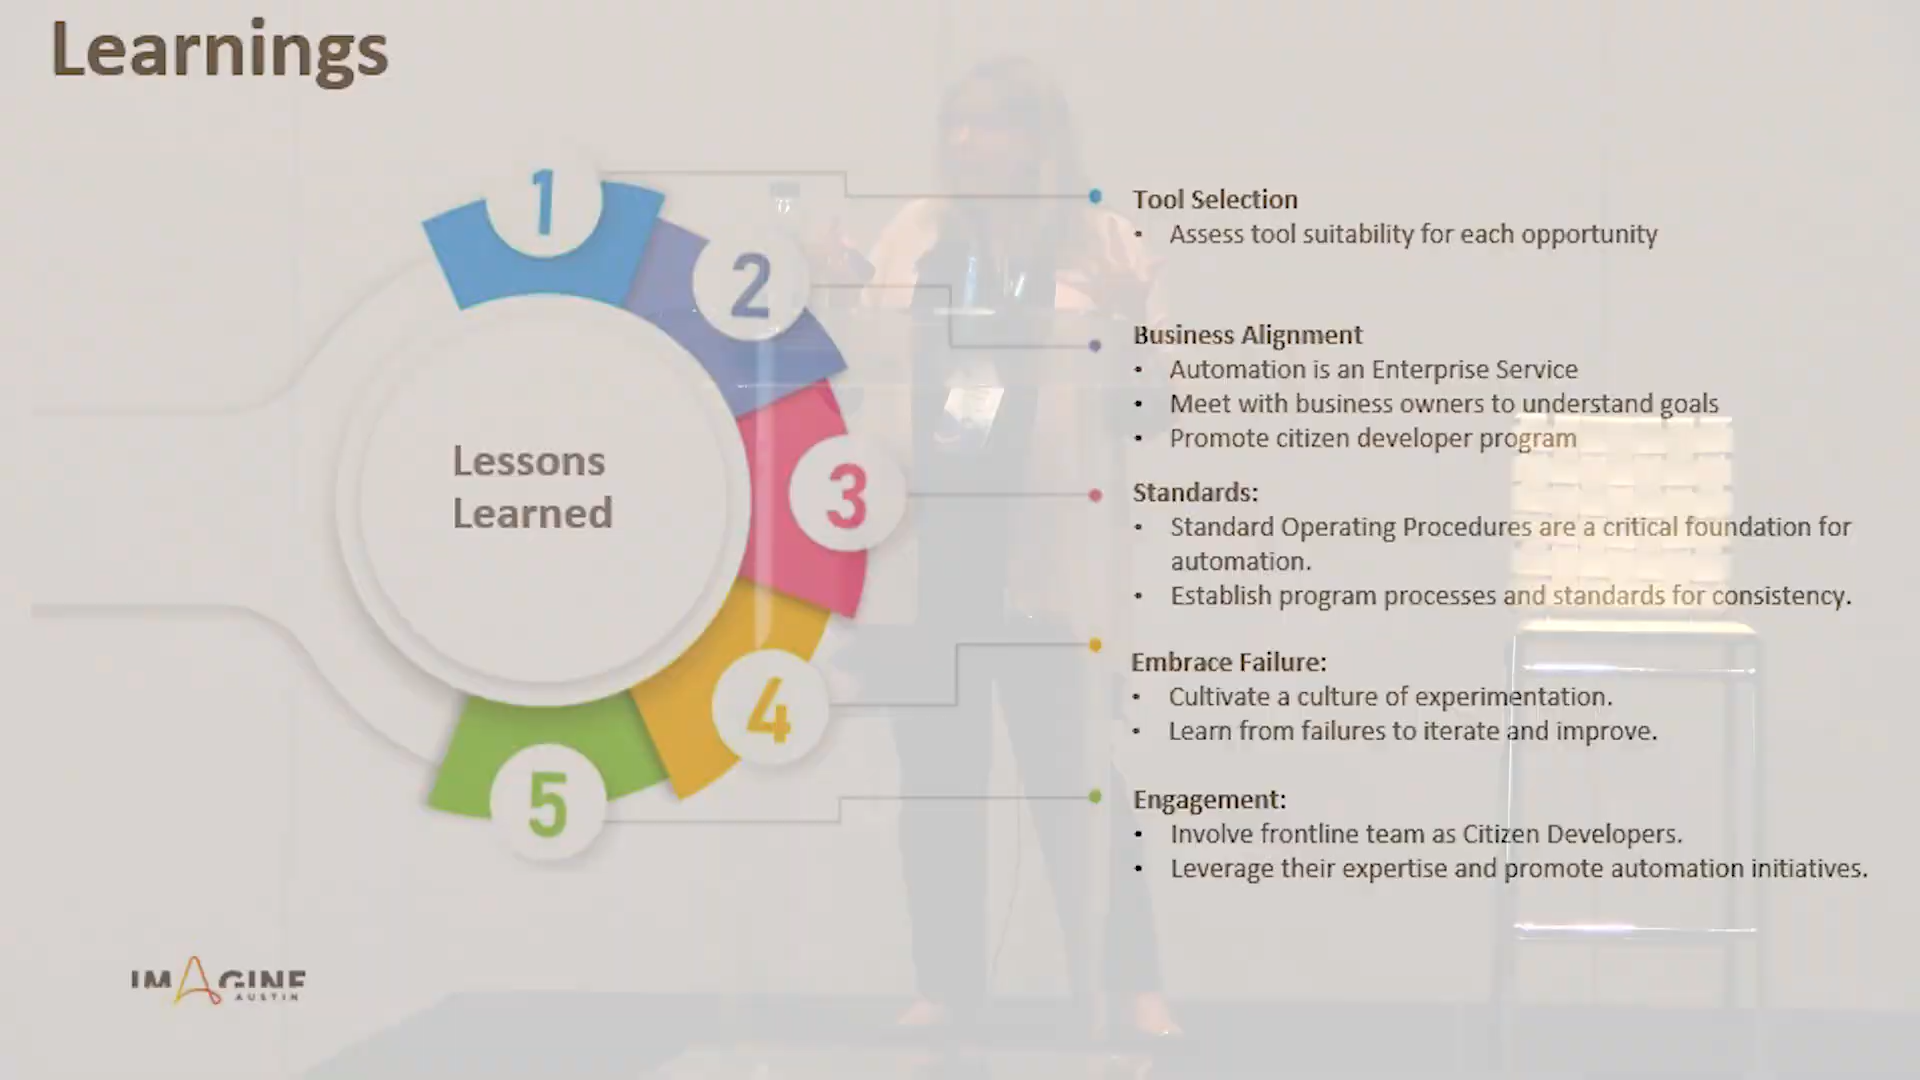 Learnings
1
2
3
4
5
Lessons
Learned
Tool Selection
• Assess tool suitability for each opportunity
Business Alignment
• Automation is an Enterprise Service
• Meet with business owners to understand goals
• Promote citizen developer program
Standards:
• Standard Operating Procedures are a critical foundation for
automation.
• Establish program processes and standards for consistency.
Embrace Failure:
• Cultivate a culture of experimentation.
• Learn from failures to iterate and improve.
Engagement:
• Involve frontline team as Citizen Developers.
• Leverage their expertise and promote automation initiatives.
IMAGINE
AUSTIN